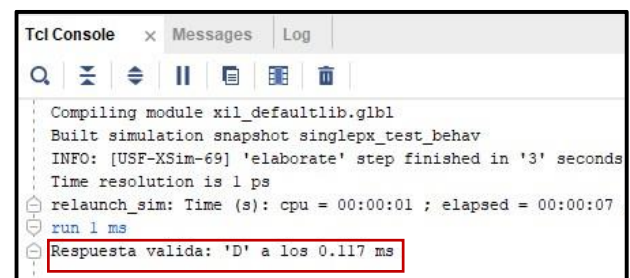 Tcl Console × Messages Log
Compiling module xil_defaultlib.glbl
Built simulation snapshot singlepx_test_behav
INFO: [USF-XSim-69] 'elaborate' step finished in '3' seconds
Time resolution is 1 ps
relaunch_sim: Time (s): cpu = 00:00:01 ; elapsed = 00:00:07
run 1 ms
Respuesta valida: 'D' a los 0.117 ms